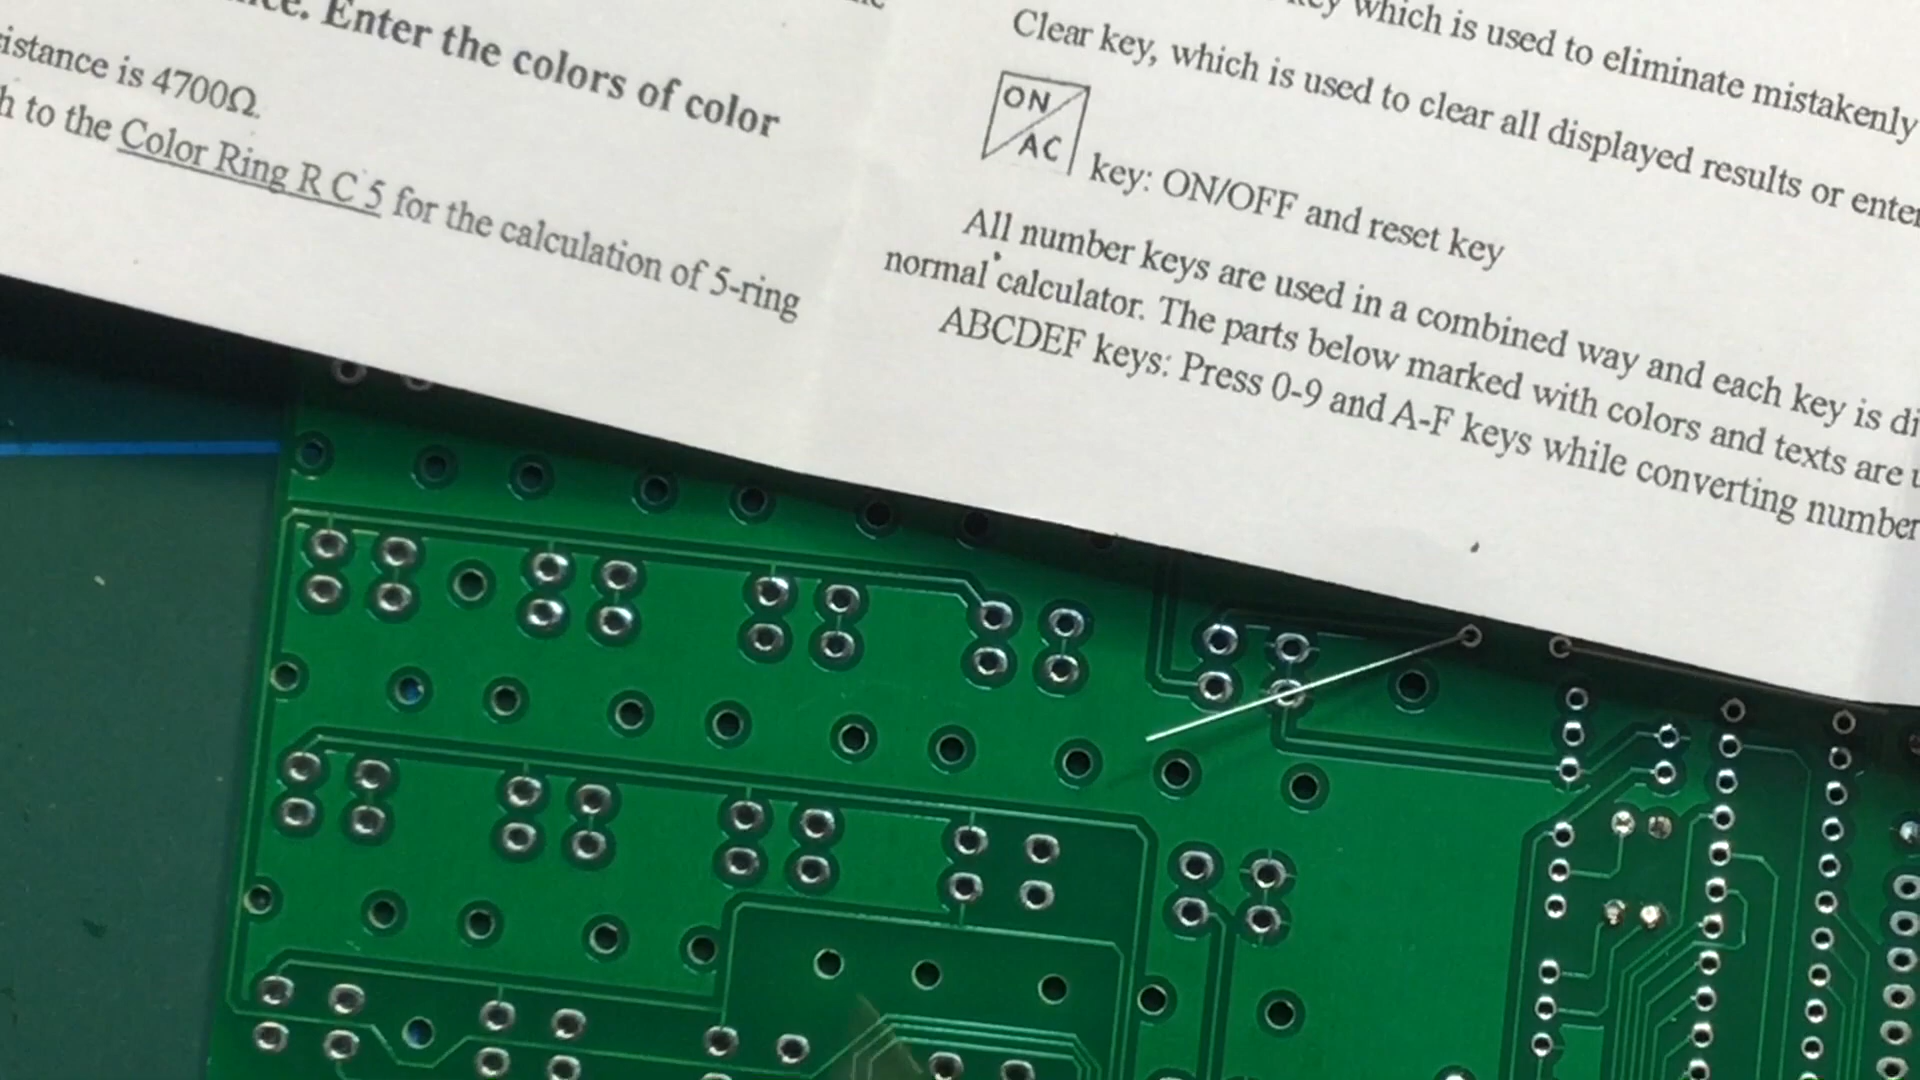 Enter the colors of color
istance is 4700Ω.
h to the Color Ring R C 5 for the calculation of 5-ring
which is used to eliminate mistakenly
Clear key, which is used to clear all displayed results or enter
ON
AC
key: ON/OFF and reset key
All number keys are used in a combined way and each key is di
normal calculator. The parts below marked with colors and texts are u
ABCDEF keys: Press 0-9 and A-F keys while converting number